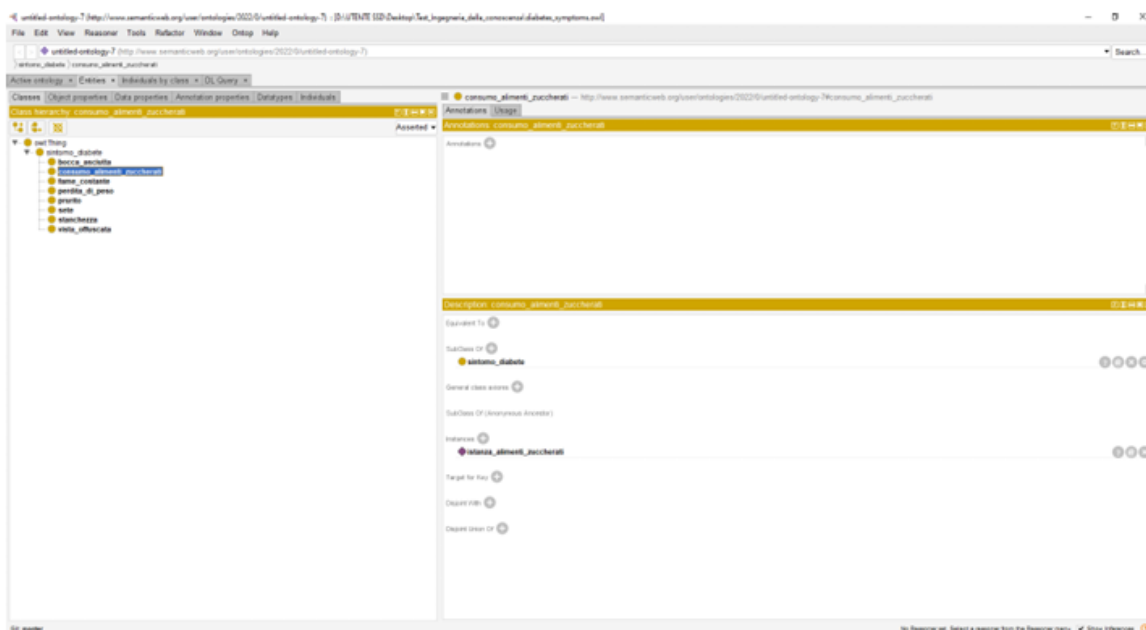 untitled-ontology-7 (http://www.semanticweb.org/user/ontologies/2022/0/untitled-ontology-7) : [D:\UTENTE SSD\Desktop\Test_Ingegneria_della_conoscenza\diabetes_symptoms.owl]
File Edit View Reasoner Tools Refactor Window Ontop Help
untitled-ontology-7 (http://www.semanticweb.org/user/ontologies/2022/0/untitled-ontology-7)
Search...
sintomo_diabete consumo_alimenti_zuccherati
Active ontology × Entities × Individuals by class × DL Query ×
Classes Object properties Data properties Annotation properties Datatypes Individuals
Class hierarchy: consumo_alimenti_zuccherati
Asserted
owl:Thing
sintomo_diabete
bocca_asciutta
consumo_alimenti_zuccherati
fame_costante
perdita_di_peso
prurito
sete
stanchezza
vista_offuscata
consumo_alimenti_zuccherati — http://www.semanticweb.org/user/ontologies/2022/0/untitled-ontology-7#consumo_alimenti_zuccherati
Annotations Usage
Annotations: consumo_alimenti_zuccherati
Annotations
Description: consumo_alimenti_zuccherati
Equivalent To
SubClass Of
sintomo_diabete
General class axioms
SubClass Of (Anonymous Ancestor)
Instances
istanza_alimenti_zuccherati
Target for Key
Disjoint With
Disjoint Union Of
Git: master
No Reasoner set. Select a reasoner from the Reasoner menu Show Inferences